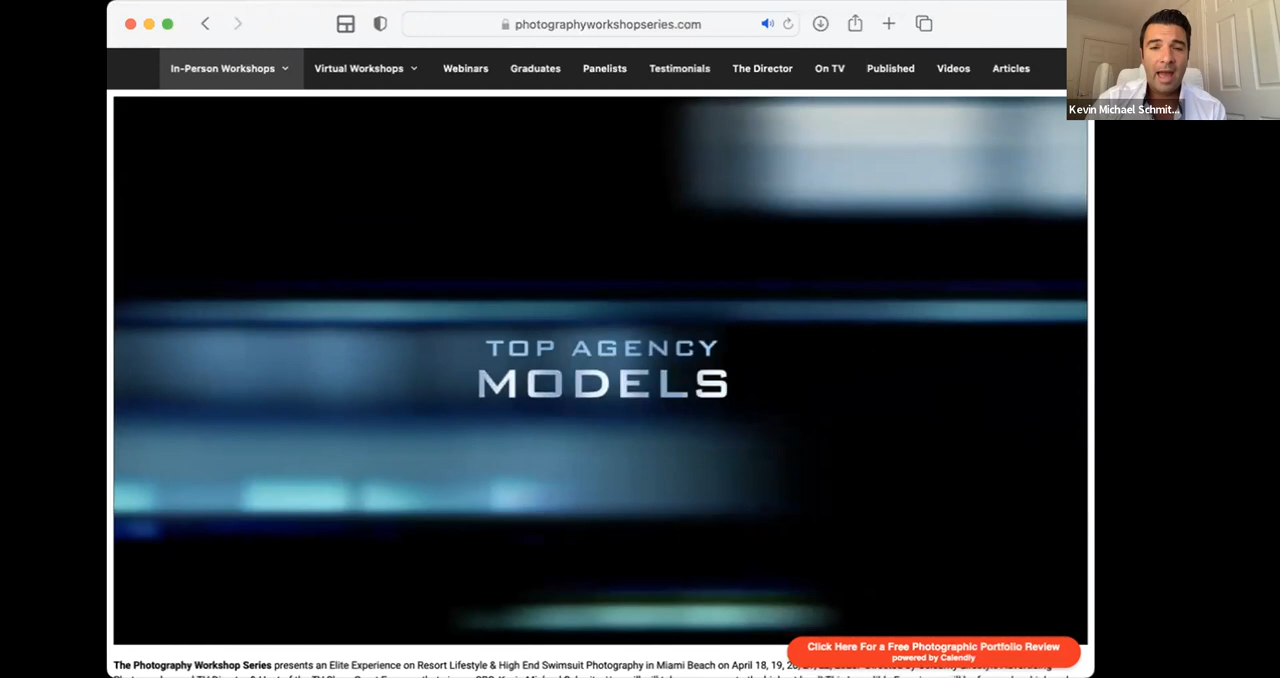 photographyworkshopseries.com
In-Person Workshops Virtual Workshops Webinars Graduates Panelists Testimonials The Director On TV Published Videos Articles
Kevin Michael Schmit...
TOP AGENCY
MODELS
Click Here For a Free Photographic Portfolio Review
powered by Calendly
The Photography Workshop Series presents an Elite Experience on Resort Lifestyle & High End Swimsuit Photography in Miami Beach on April 18, 19, 20,